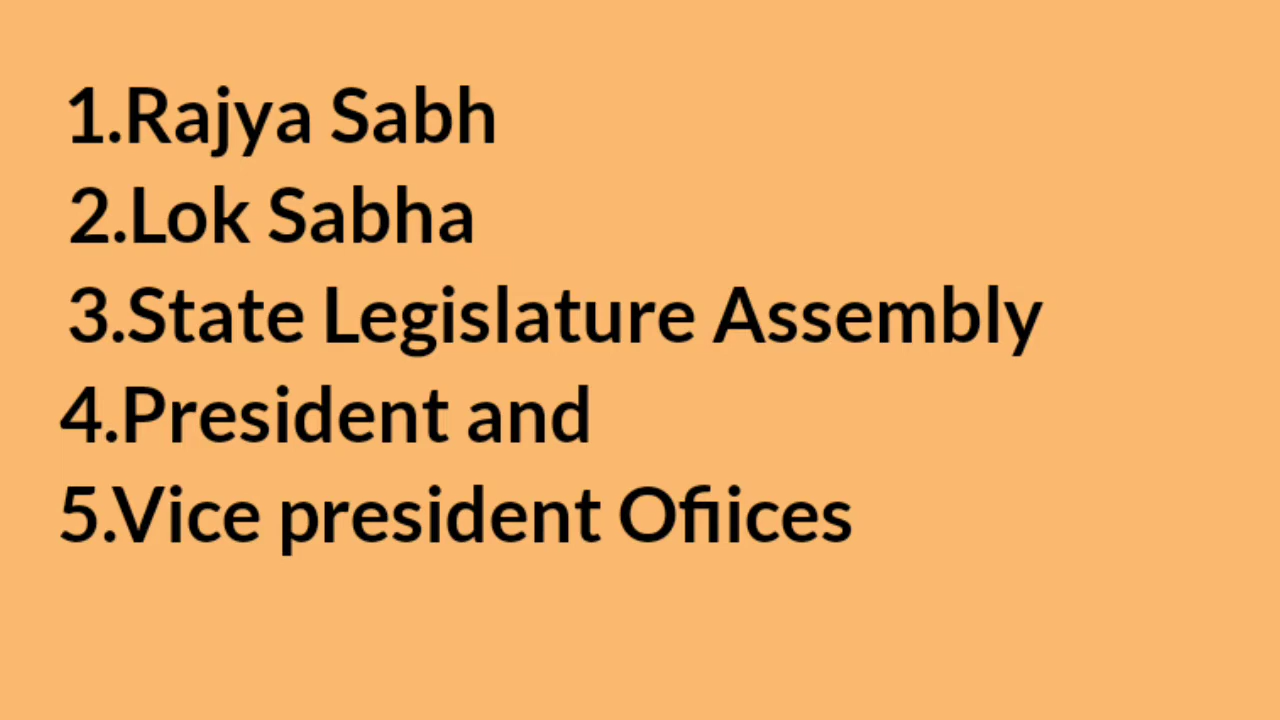 1.Rajya Sabh
2.Lok Sabha
3.State Legislature Assembly
4.President and
5.Vice president Ofiices